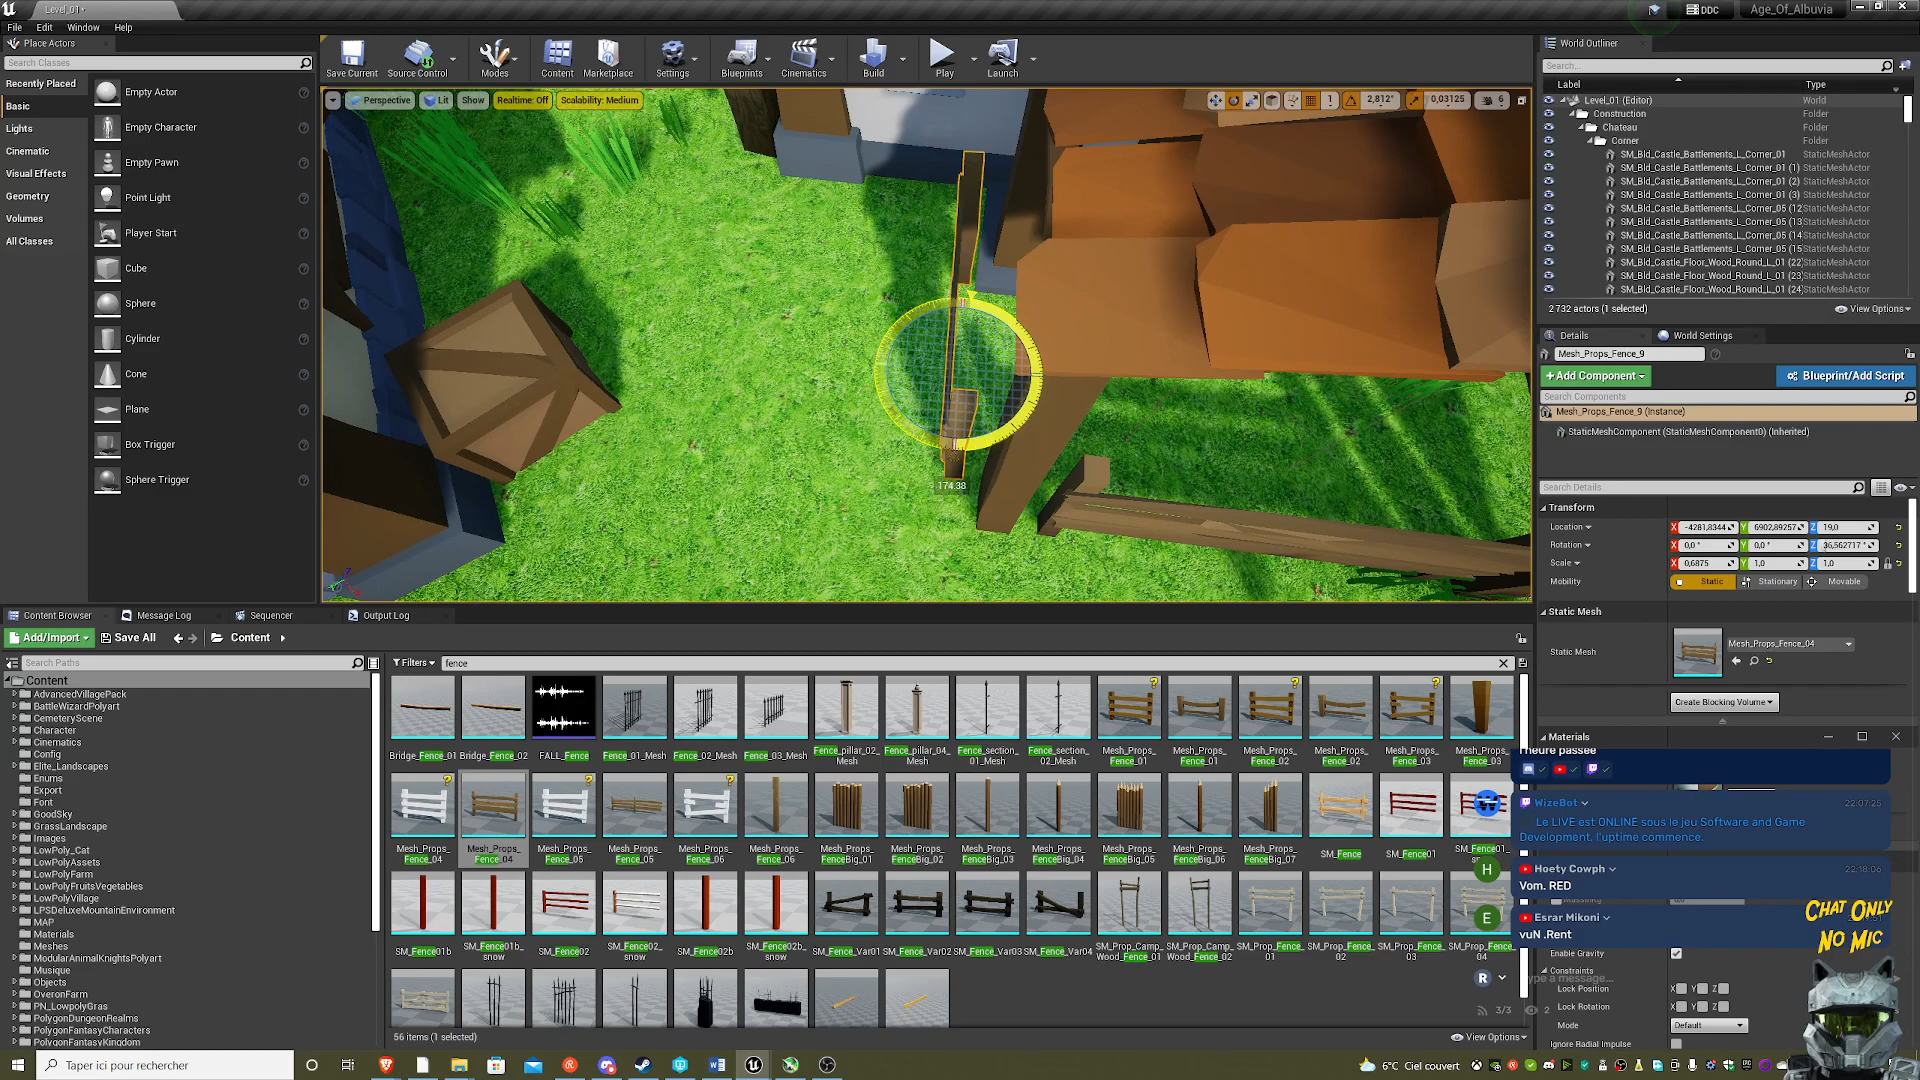 Level_01*
DDC
Age_Of_Albuvia
File Edit Window Help
Place Actors
Search Classes
Recently Placed
Basic
Lights
Cinematic
Visual Effects
Geometry
Volumes
All Classes
Empty Actor
Empty Character
Empty Pawn
Point Light
Player Start
Cube
Sphere
Cylinder
Cone
Plane
Box Trigger
Sphere Trigger
Save Current
Source Control
Modes
Content
Marketplace
Settings
Blueprints
Cinematics
Build
Play
Launch
Perspective
Lit
Show
Realtime: Off
Scalability: Medium
1
2,812°
0,03125
6
174.38
World Outliner
Search...
Label Type
Level_01 (Editor) World
Construction Folder
Chateau Folder
Corner Folder
SM_Bld_Castle_Battlements_L_Corner_01 StaticMeshActor
SM_Bld_Castle_Battlements_L_Corner_01 (1) StaticMeshActor
SM_Bld_Castle_Battlements_L_Corner_01 (2) StaticMeshActor
SM_Bld_Castle_Battlements_L_Corner_01 (3) StaticMeshActor
SM_Bld_Castle_Battlements_L_Corner_05 (12 StaticMeshActor
SM_Bld_Castle_Battlements_L_Corner_05 (13 StaticMeshActor
SM_Bld_Castle_Battlements_L_Corner_05 (14 StaticMeshActor
SM_Bld_Castle_Battlements_L_Corner_05 (15 StaticMeshActor
SM_Bld_Castle_Floor_Wood_Round_L_01 (22) StaticMeshActor
SM_Bld_Castle_Floor_Wood_Round_L_01 (23) StaticMeshActor
SM_Bld_Castle_Floor_Wood_Round_L_01 (24) StaticMeshActor
2 732 actors (1 selected)
View Options
Details
World Settings
Mesh_Props_Fence_9
+Add Component
Blueprint/Add Script
Search Components
Mesh_Props_Fence_9 (Instance)
StaticMeshComponent (StaticMeshComponent0) (Inherited)
Search Details
Transform
Location X -4281,8344 Y 6902,89257 Z 19,0
Rotation X 0,0 ° Y 0,0 ° Z 36,562717 °
Scale X 0,6875 Y 1,0 Z 1,0
Mobility Static Stationary Movable
Static Mesh
Static Mesh
Mesh_Props_Fence_04
Create Blocking Volume
Materials
Content Browser
Message Log
Sequencer
Output Log
Add/Import
Save All
Content
Search Paths
Content
AdvancedVillagePack
BattleWizardPolyart
CemeteryScene
Character
Cinematics
Config
Elite_Landscapes
Enums
Export
Font
GoodSky
GrassLandscape
Images
LowPoly_Cat
LowPolyAssets
LowPolyFarm
LowPolyFruitsVegetables
LowPolyVillage
LPSDeluxeMountainEnvironment
MAP
Materials
Meshes
ModularAnimalKnightsPolyart
Musique
Objects
OveronFarm
PN_LowpolyGras
PolygonDungeonRealms
PolygonFantasyCharacters
PolygonFantasyKingdom
Filters
fence
Bridge_Fence_01
Bridge_Fence_02
FALL_Fence
Fence_01_Mesh
Fence_02_Mesh
Fence_03_Mesh
Fence_pillar_02_Mesh
Fence_pillar_04_Mesh
Fence_section_01_Mesh
Fence_section_02_Mesh
Mesh_Props_Fence_01
Mesh_Props_Fence_01
Mesh_Props_Fence_02
Mesh_Props_Fence_02
Mesh_Props_Fence_03
Mesh_Props_Fence_03
Mesh_Props_Fence_04
Mesh_Props_Fence_04
Mesh_Props_Fence_05
Mesh_Props_Fence_05
Mesh_Props_Fence_06
Mesh_Props_Fence_06
Mesh_Props_FenceBig_01
Mesh_Props_FenceBig_02
Mesh_Props_FenceBig_03
Mesh_Props_FenceBig_04
Mesh_Props_FenceBig_05
Mesh_Props_FenceBig_06
Mesh_Props_FenceBig_07
SM_Fence
SM_Fence01
SM_Fence01_snow
SM_Fence01b
SM_Fence01b_snow
SM_Fence02
SM_Fence02_snow
SM_Fence02b
SM_Fence02b_snow
SM_Fence_Var01
SM_Fence_Var02
SM_Fence_Var03
SM_Fence_Var04
SM_Prop_Camp_Wood_Fence_01
SM_Prop_Camp_Wood_Fence_02
SM_Prop_Fence_01
SM_Prop_Fence_02
SM_Prop_Fence_03
SM_Prop_Fence_04
56 items (1 selected)
View Options
l'heure passée
WizeBot 22:07:25
Le LIVE est ONLINE sous le jeu Software and Game
Development, l'uptime commence.
H
Hoety Cowph 22:18:06
Vom. RED
E
Esrar Mikoni
vuN .Rent
CHAT ONLY
NO MIC
R
Type a message...
3/3 2
Enable Gravity
Constraints
Lock Position X Y Z
Lock Rotation X Y Z
Mode Default
Ignore Radial Impulse
Taper ici pour rechercher
6°C Ciel couvert